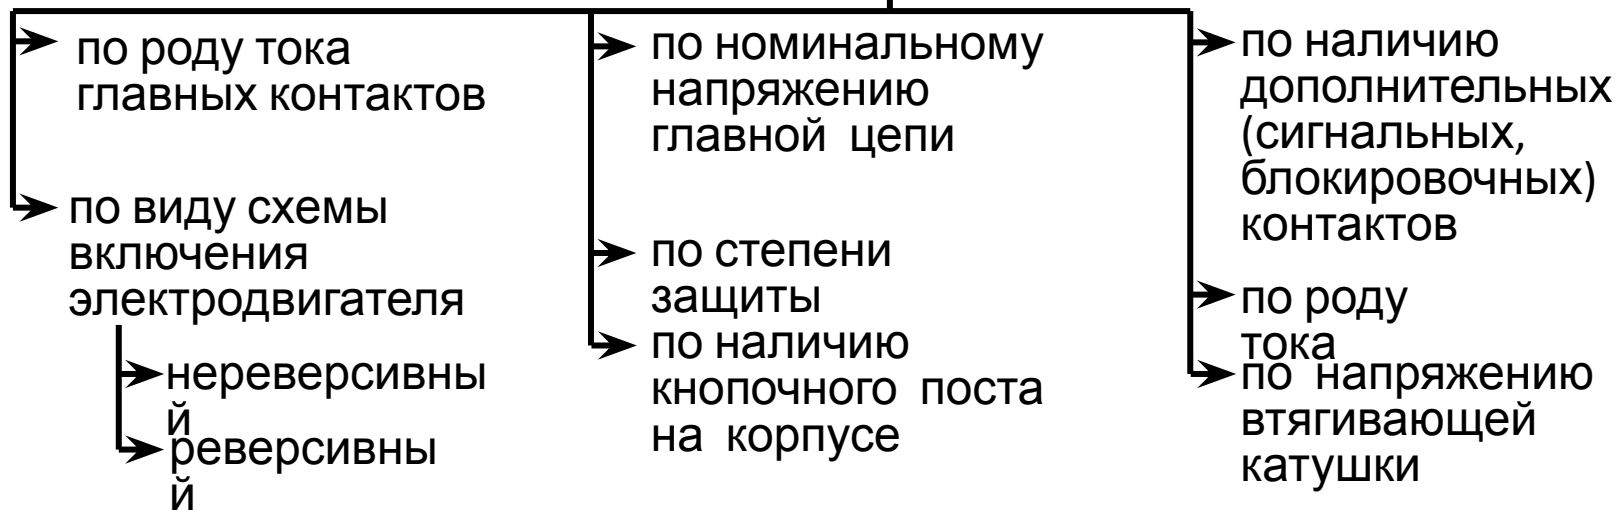 по роду тока
главных контактов
по виду схемы
включения
электродвигателя
нереверсивны
й
реверсивны
й
по номинальному
напряжению
главной цепи
по степени
защиты
по наличию
кнопочного поста
на корпусе
по наличию
дополнительных
(сигнальных,
блокировочных)
контактов
по роду
тока
по напряжению
втягивающей
катушки